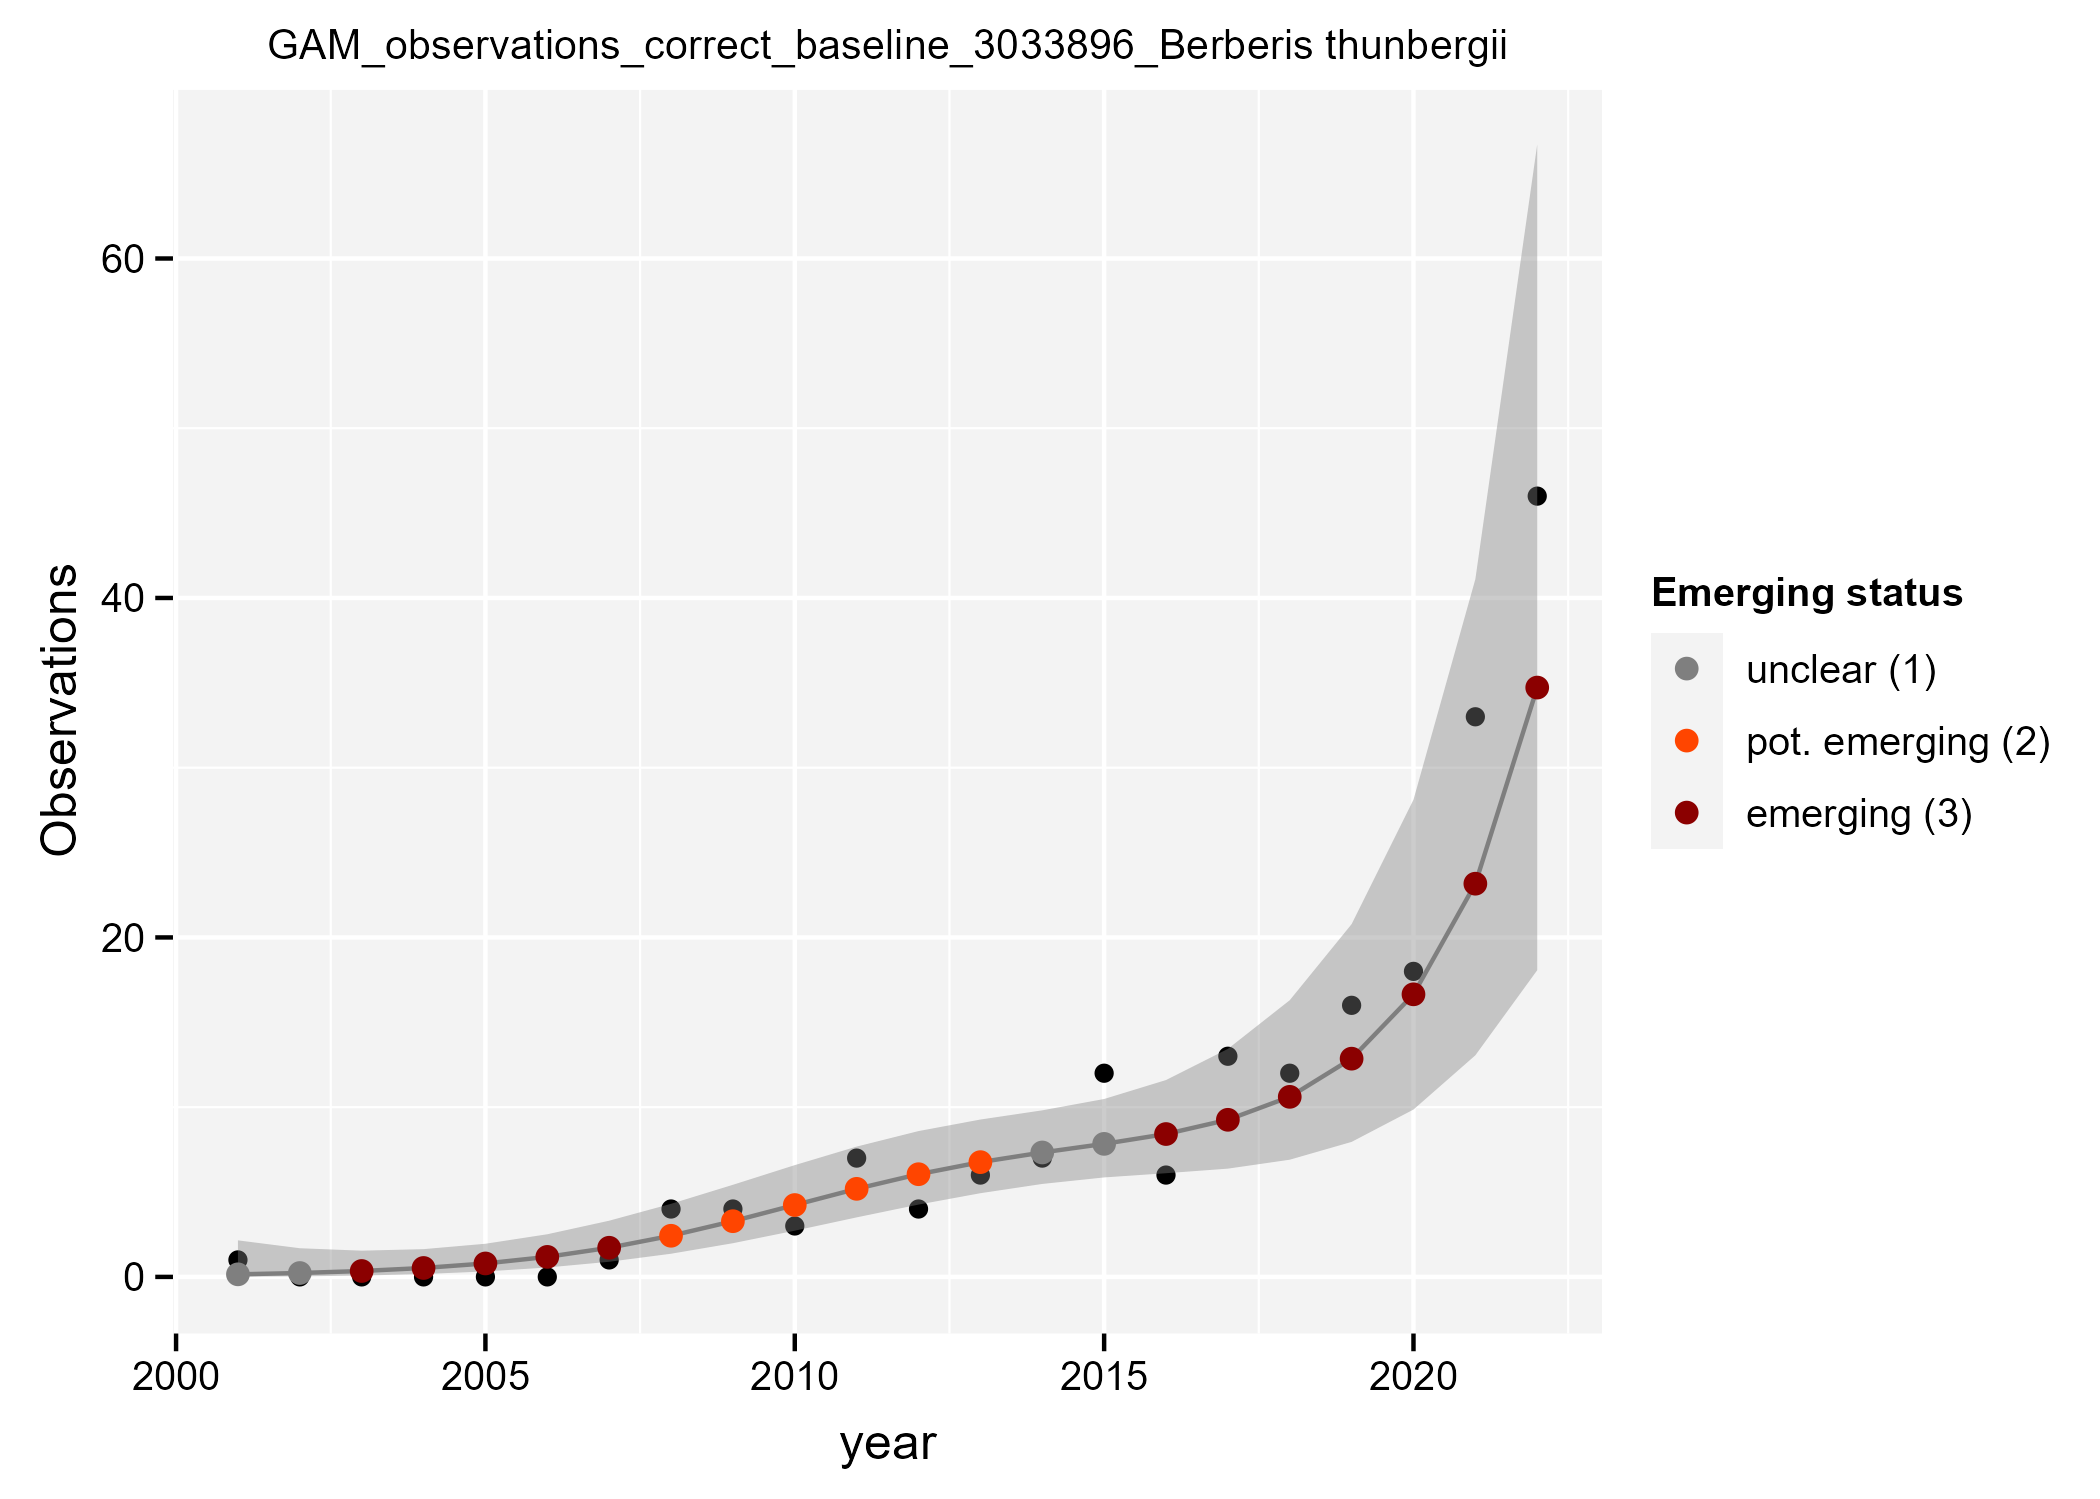 GAM_observations_correct_baseline_3033896_Berberis thunbergii
Observations
60
40
20
0
2000 2005 2010 2015 2020
year
Emerging status
unclear (1)
pot. emerging (2)
emerging (3)